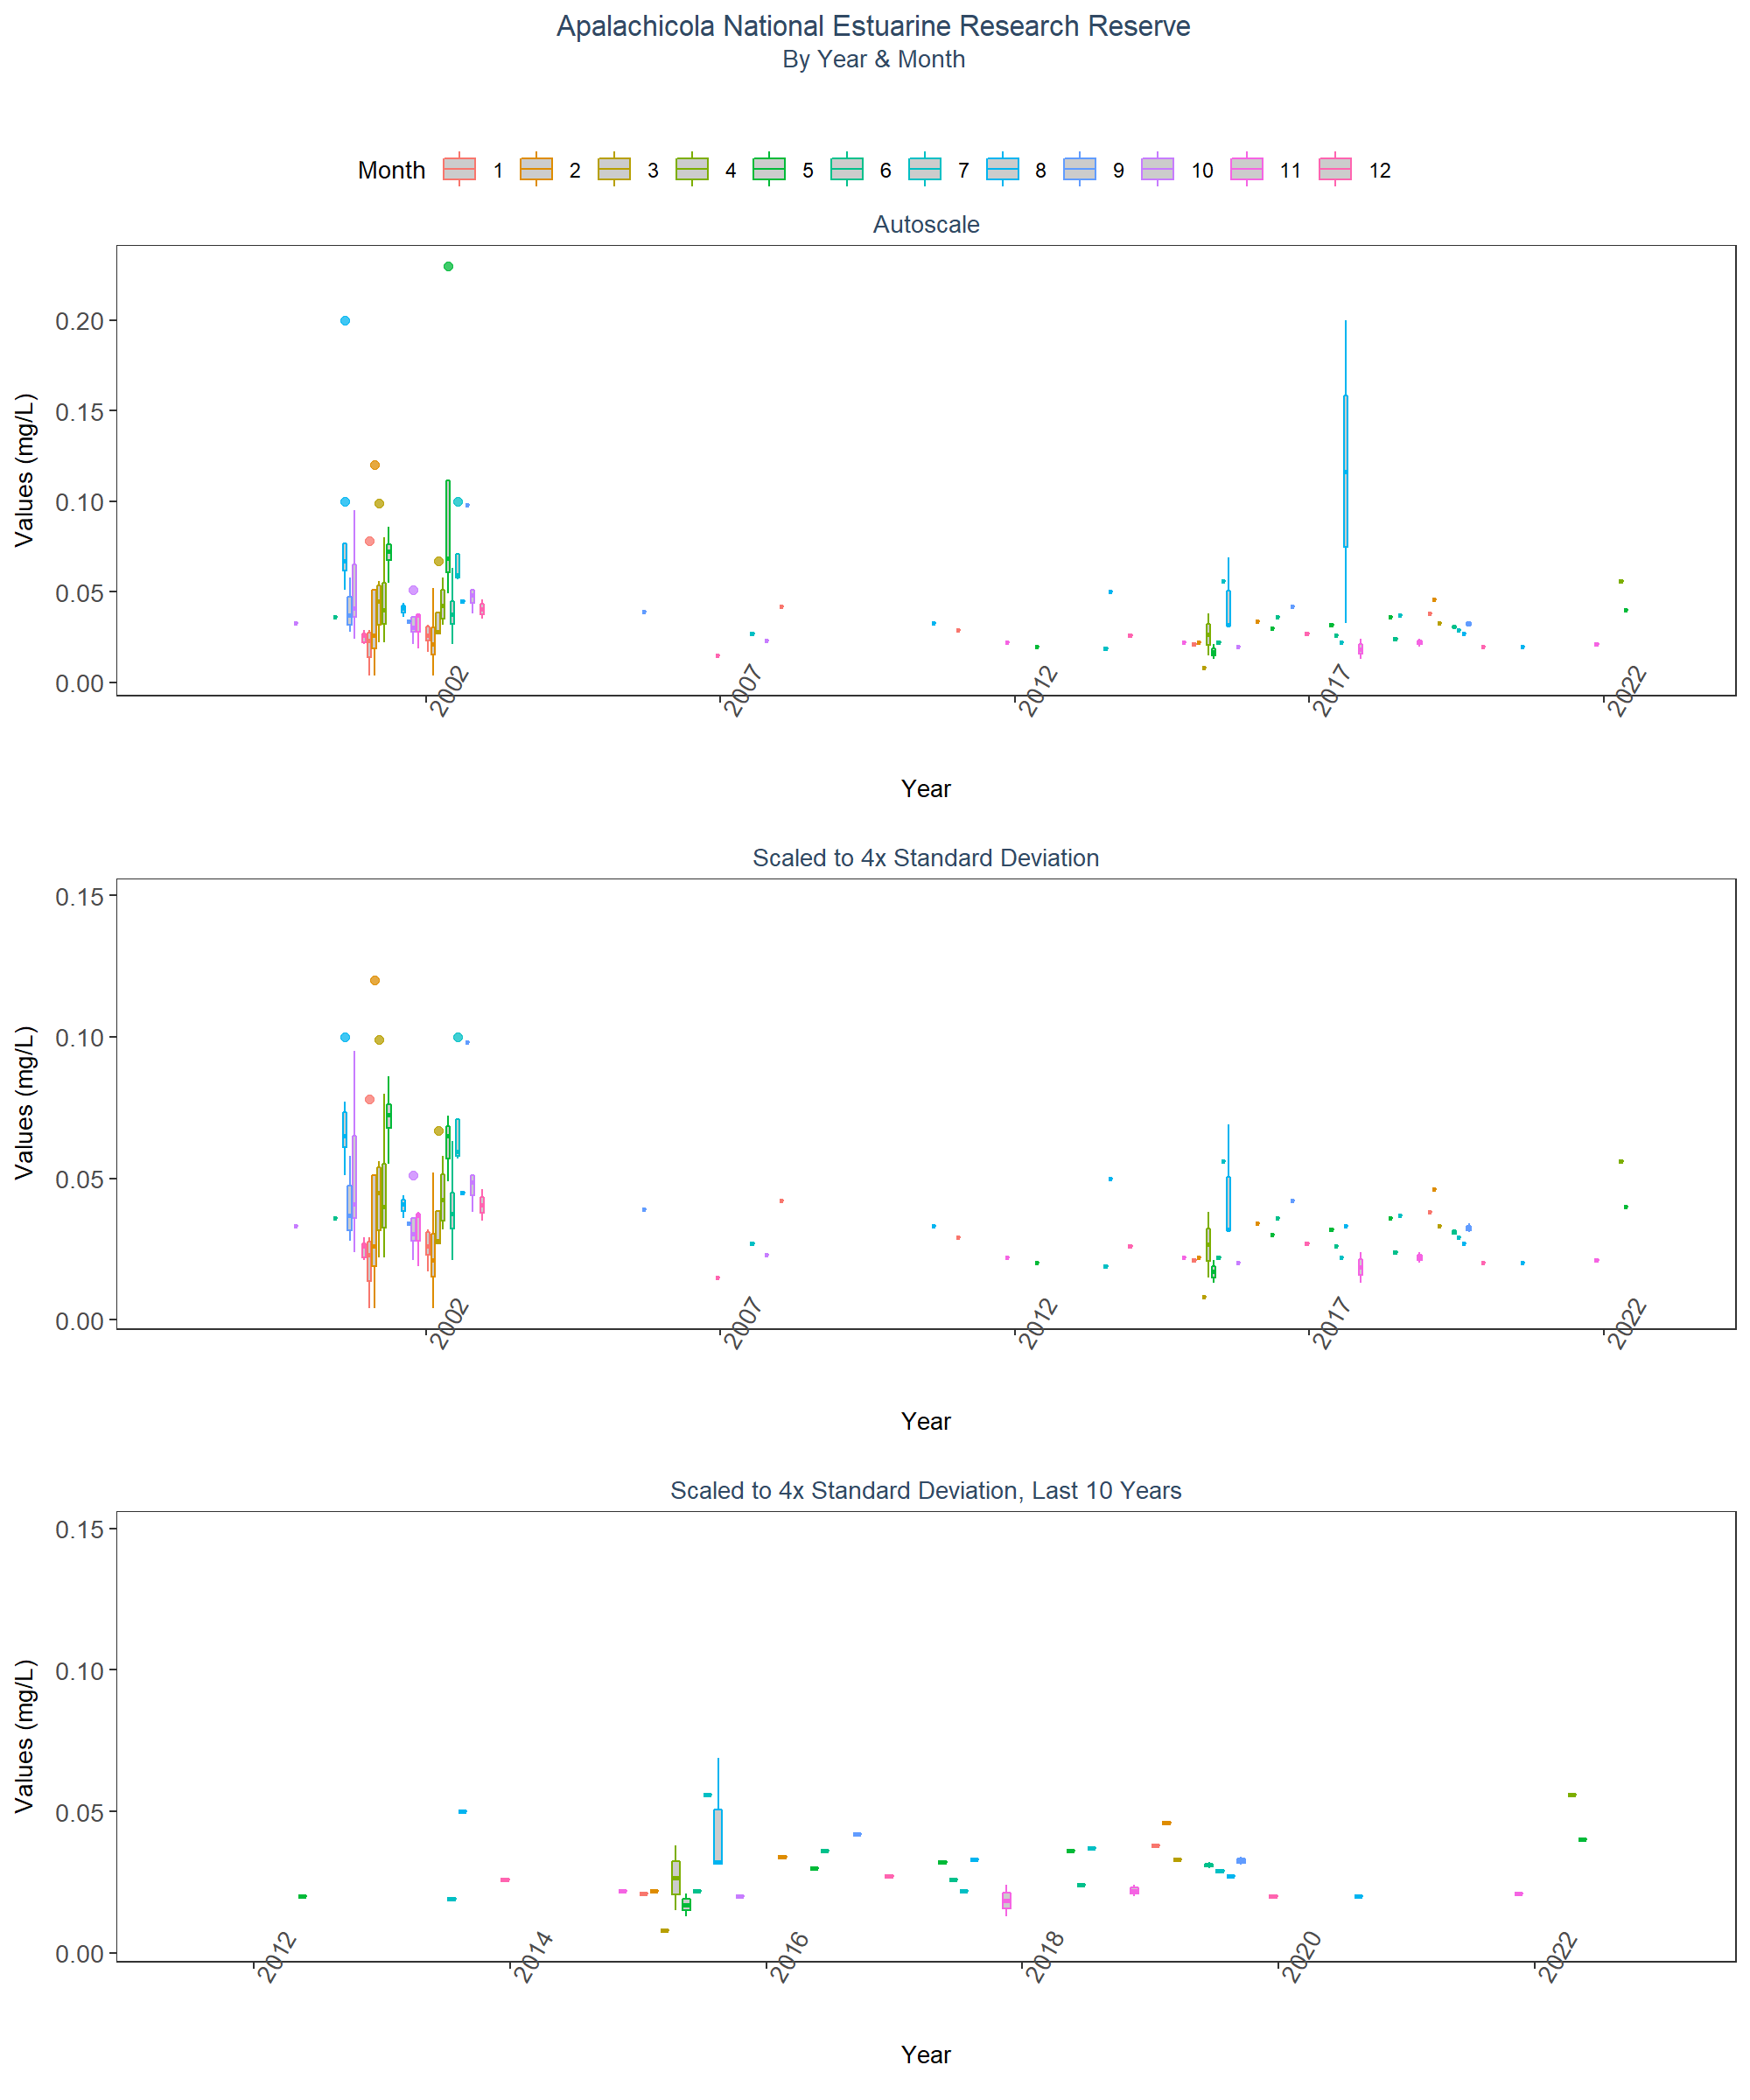 Apalachicola National Estuarine Research Reserve
By Year & Month
Month 1 2 3 4 5 6 7 8 9 10 11 12
Autoscale
Values (mg/L)
0.20
0.15
0.10
0.05
0.00
2002 2007 2012 2017 2022
Year
Scaled to 4x Standard Deviation
Values (mg/L)
0.15
0.10
0.05
0.00
2002 2007 2012 2017 2022
Year
Scaled to 4x Standard Deviation, Last 10 Years
Values (mg/L)
0.15
0.10
0.05
0.00
2012 2014 2016 2018 2020 2022
Year